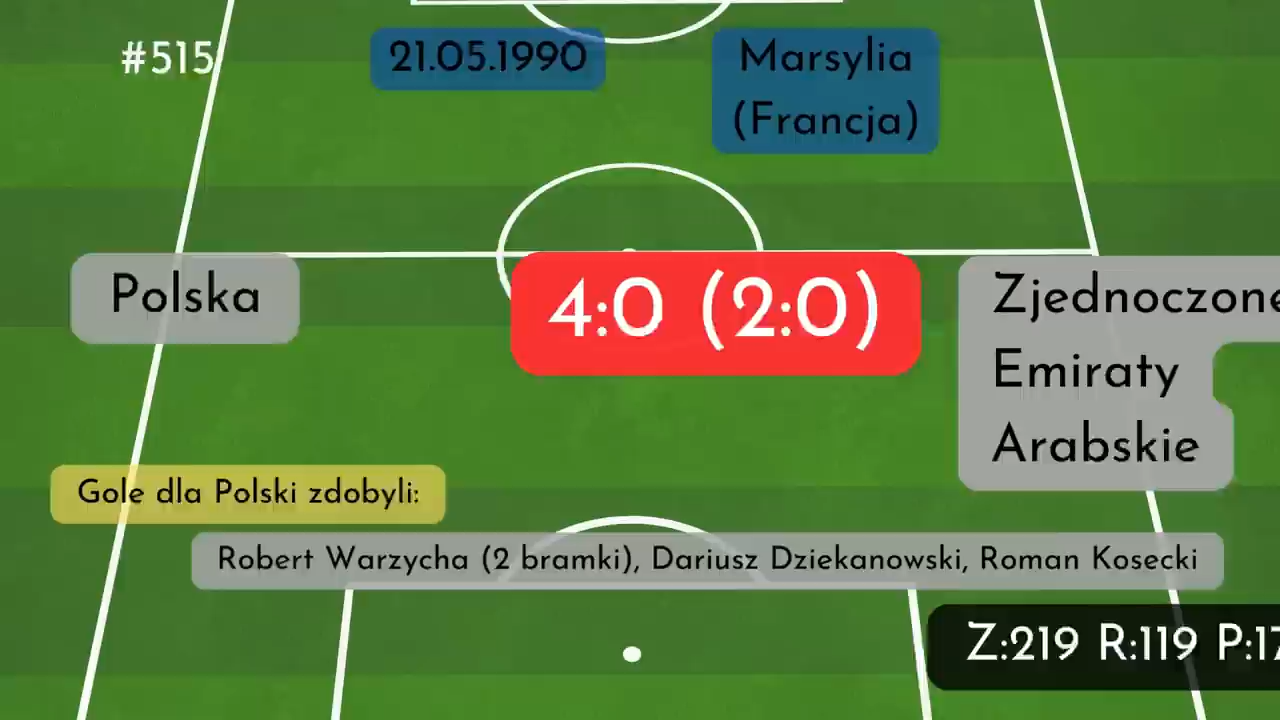 #515
21.05.1990
Marsylia
(Francja)
Polska
4:0 (2:0)
Zjednoczone
Emiraty
Arabskie
Gole dla Polski zdobyli:
Robert Warzycha (2 bramki), Dariusz Dziekanowski, Roman Kosecki
Z:219 R:119 P:17